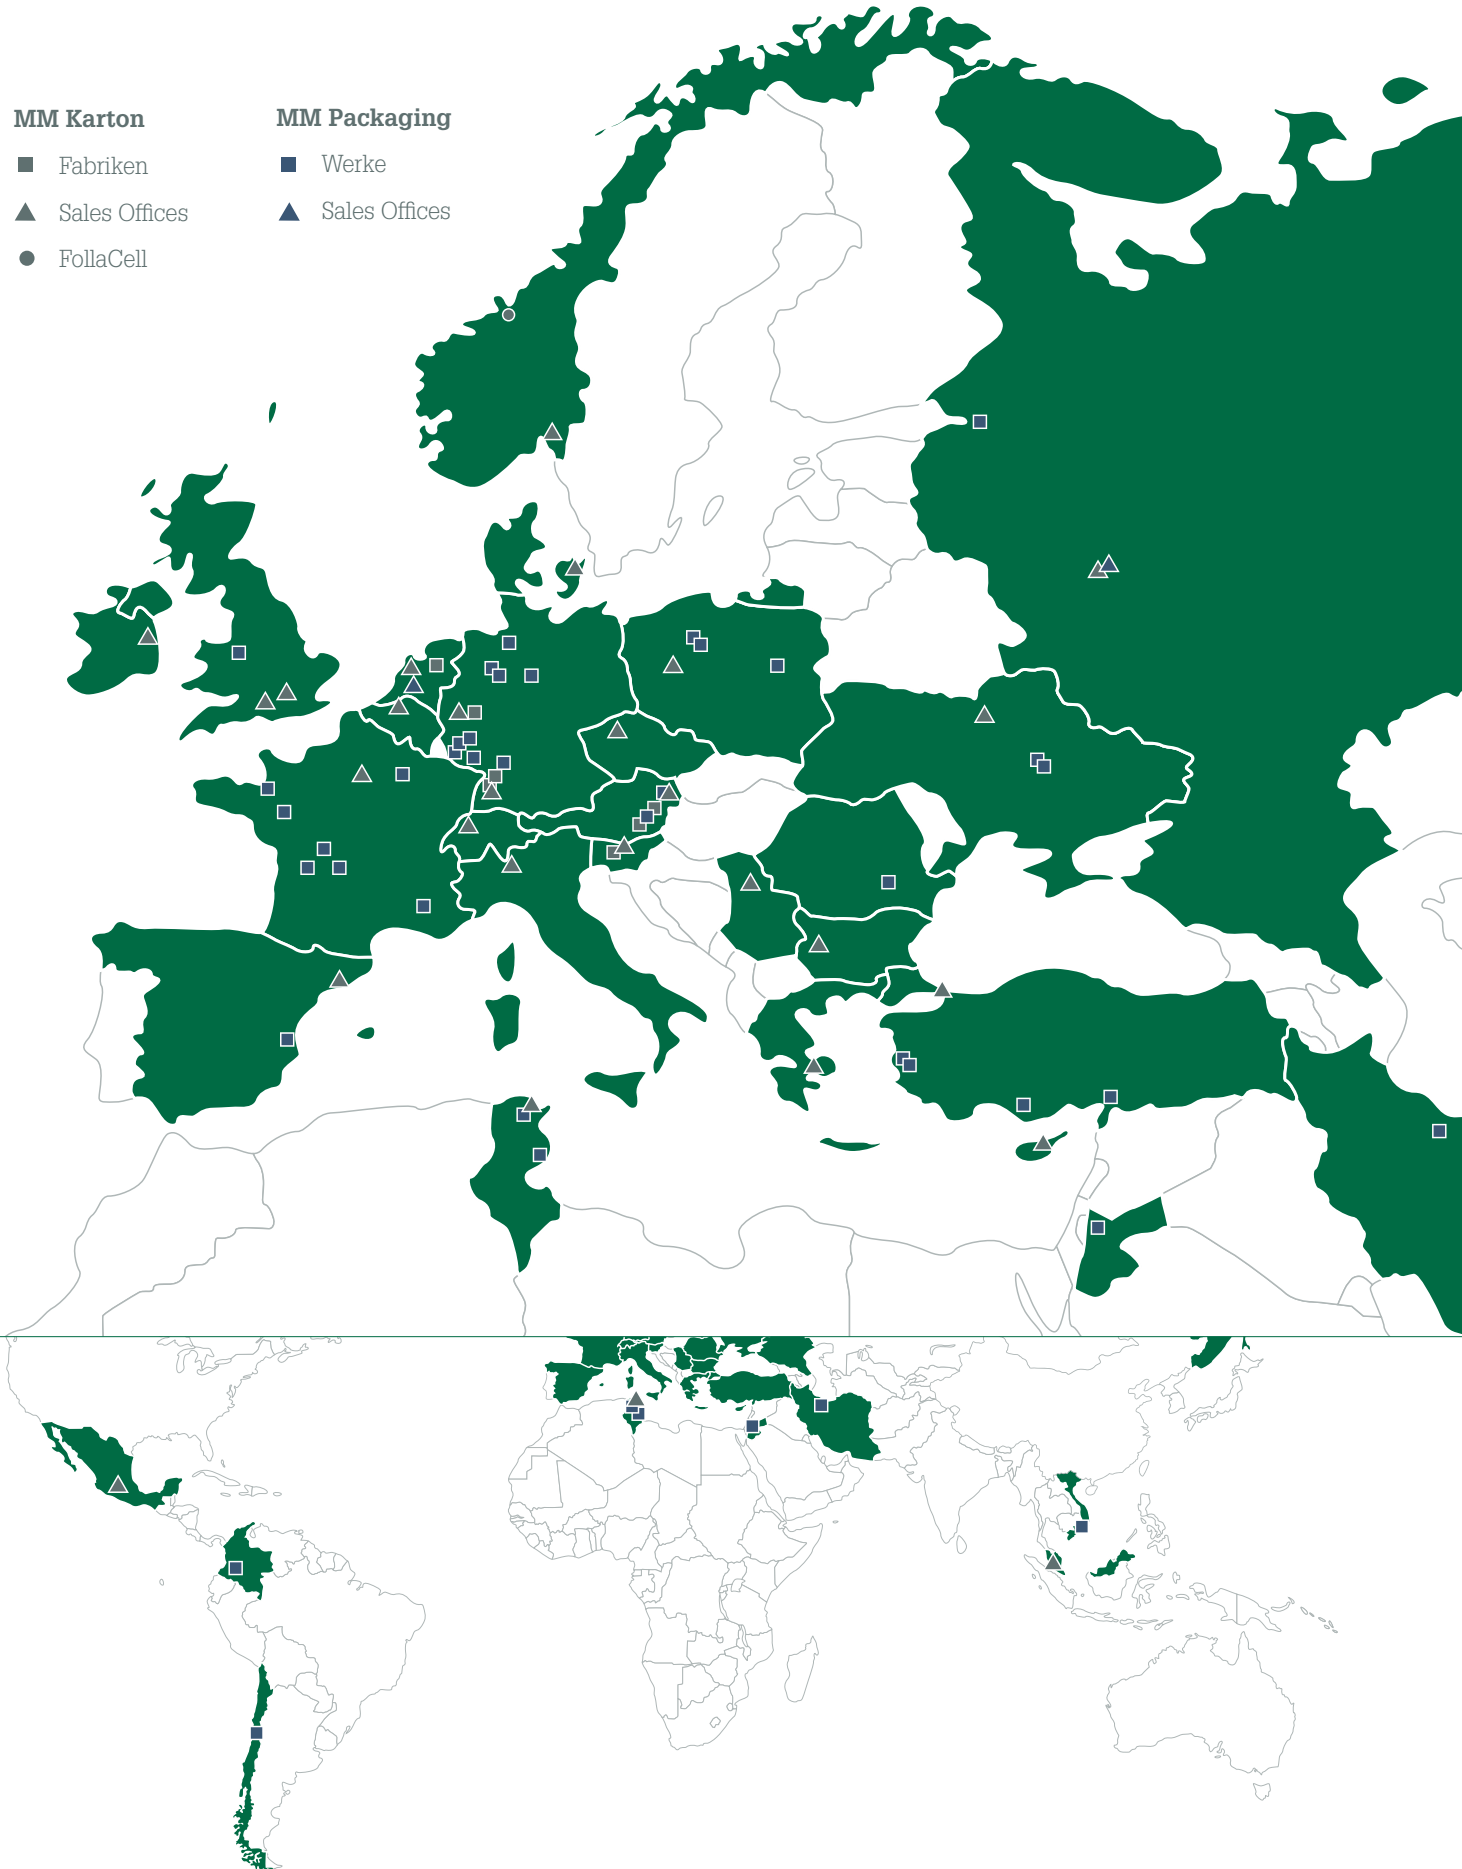 MM Karton
Fabriken
Sales Offices
FollaCell
MM Packaging
Werke
Sales Offices